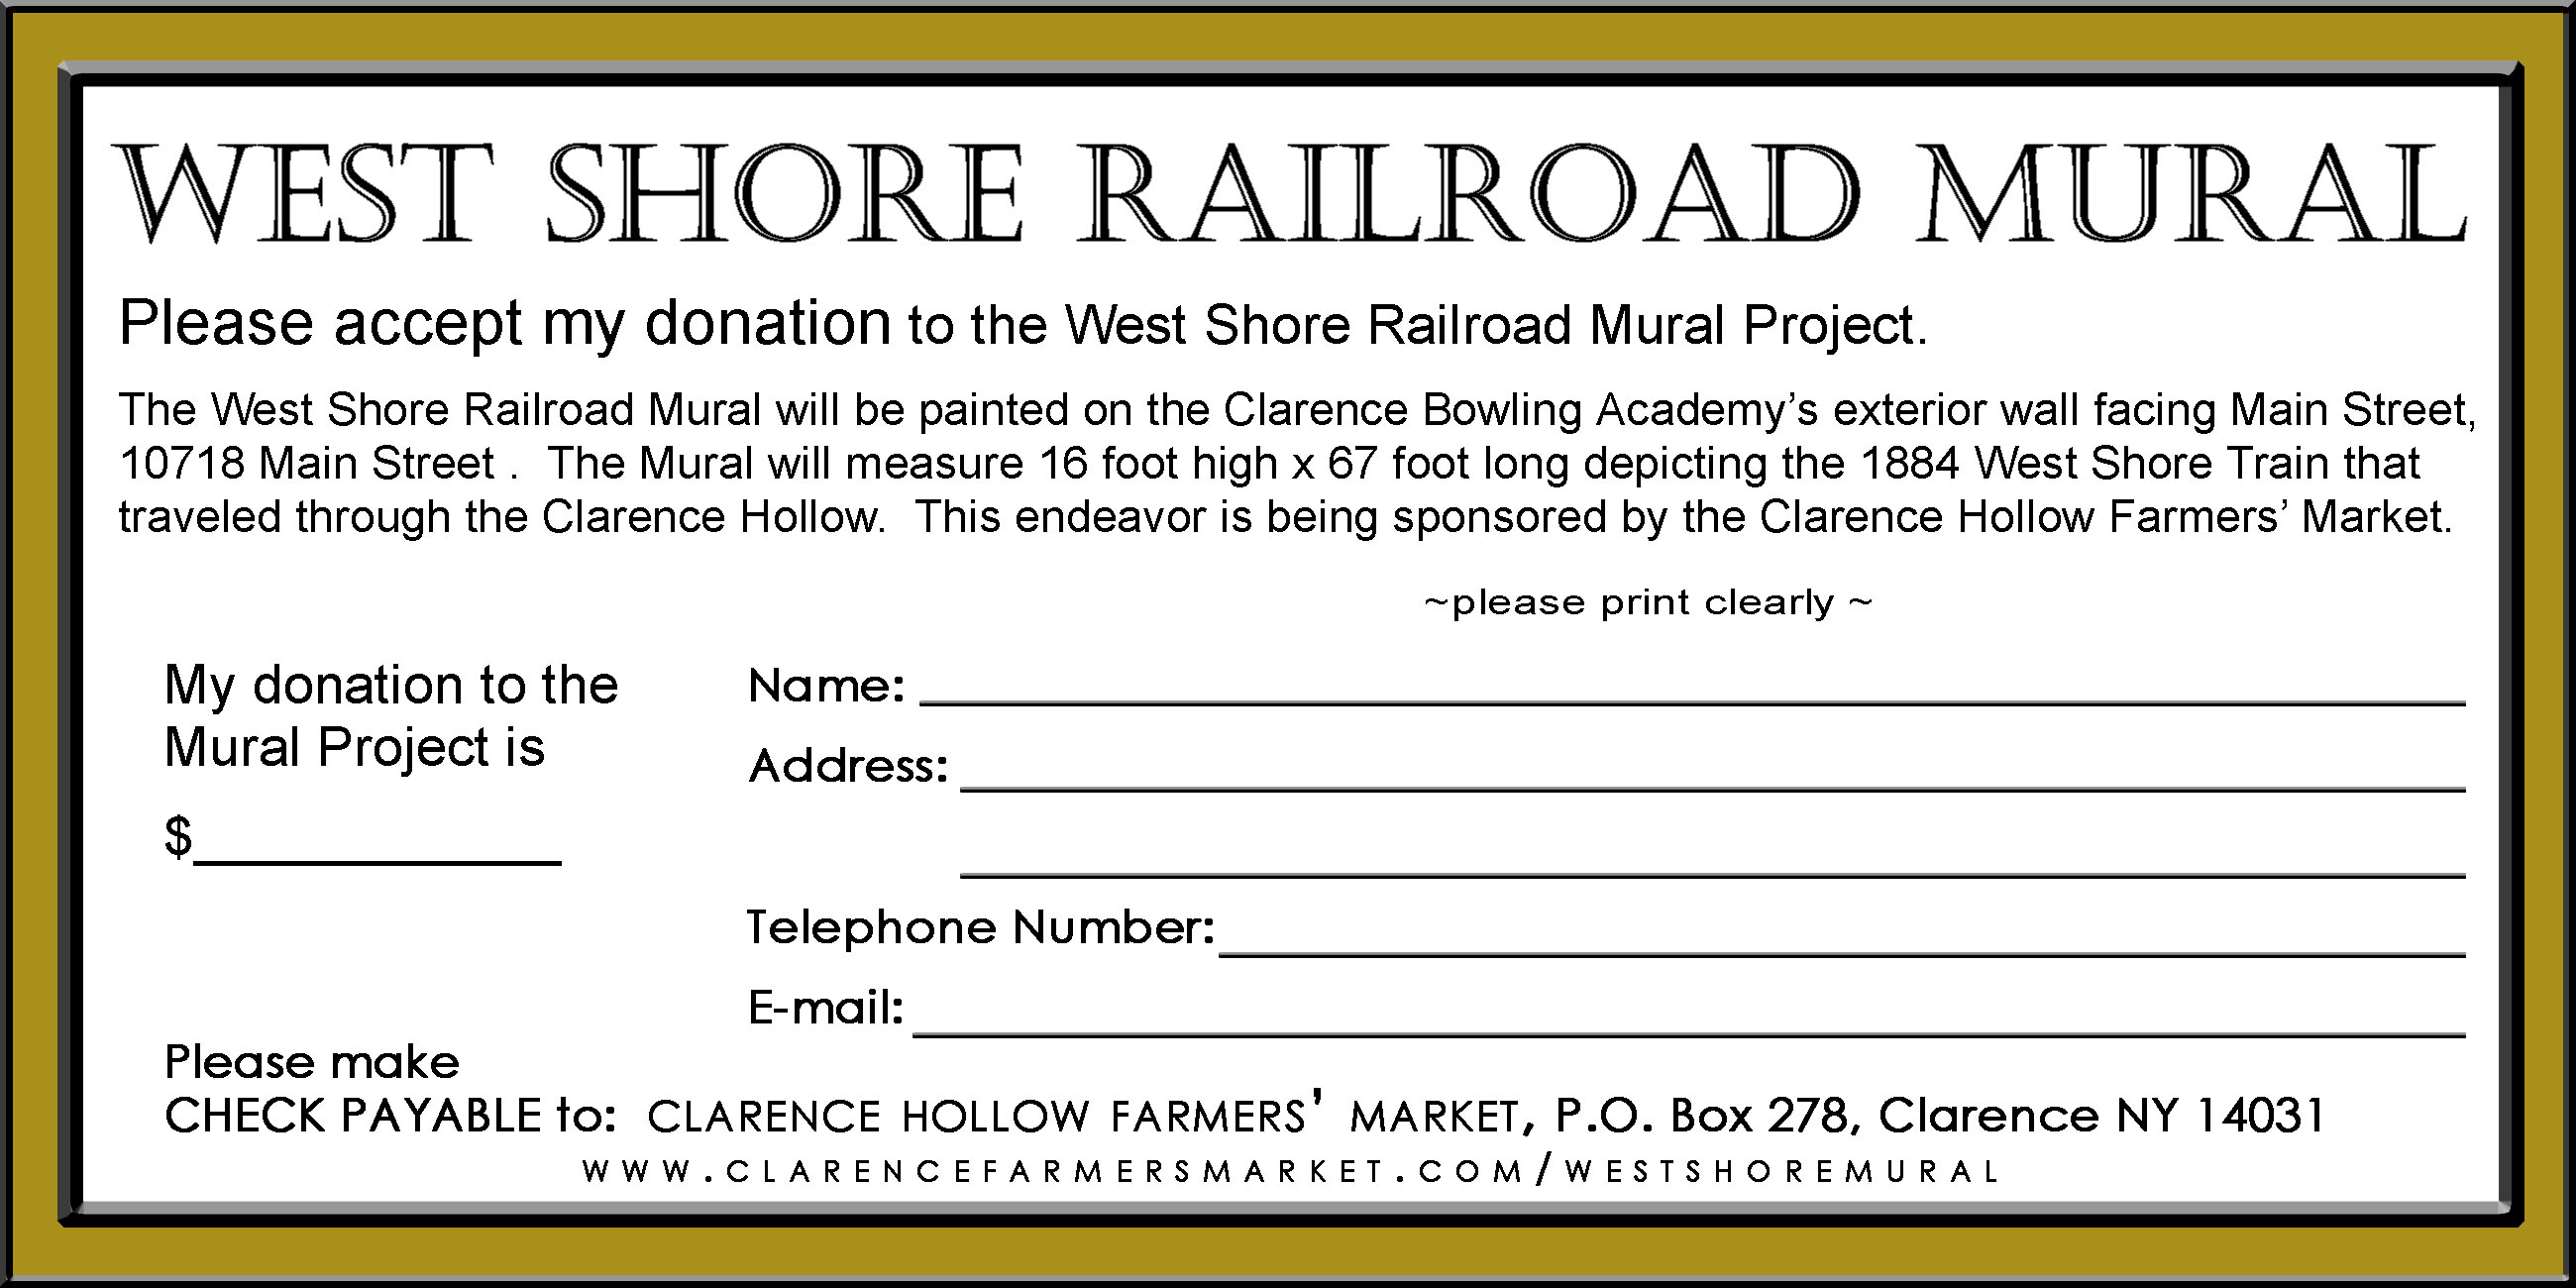 WEST SHORE RAILROAD MURAL
Please accept my donation to the West Shore Railroad Mural Project.
The West Shore Railroad Mural will be painted on the Clarence Bowling Academy’s exterior wall facing Main Street,
10718 Main Street .  The Mural will measure 16 foot high x 67 foot long depicting the 1884 West Shore Train that
traveled through the Clarence Hollow.  This endeavor is being sponsored by the Clarence Hollow Farmers’ Market.
~please print clearly ~
My donation to the
Mural Project is
$
Name:
Address:
Telephone Number:
E-mail:
Please make
CHECK PAYABLE to:  CLARENCE HOLLOW FARMERS’ MARKET, P.O. Box 278, Clarence NY 14031
WWW.CLARENCEFARMERSMARKET.COM/WESTSHOREMURAL